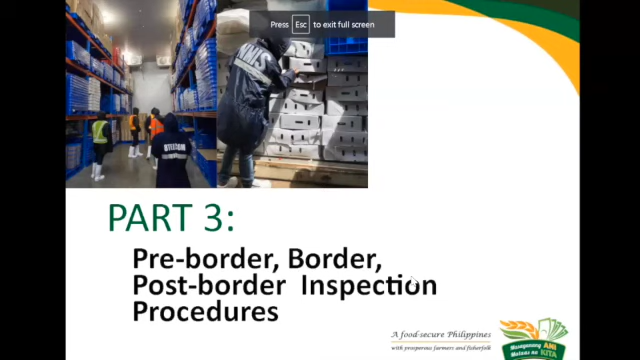 Press Esc to exit full screen
PART 3:
Pre-border, Border,
Post-border Inspection
Procedures
A food-secure Philippines
with prosperous farmers and fisherfolk
Masaganang ANI
Mataas na KITA